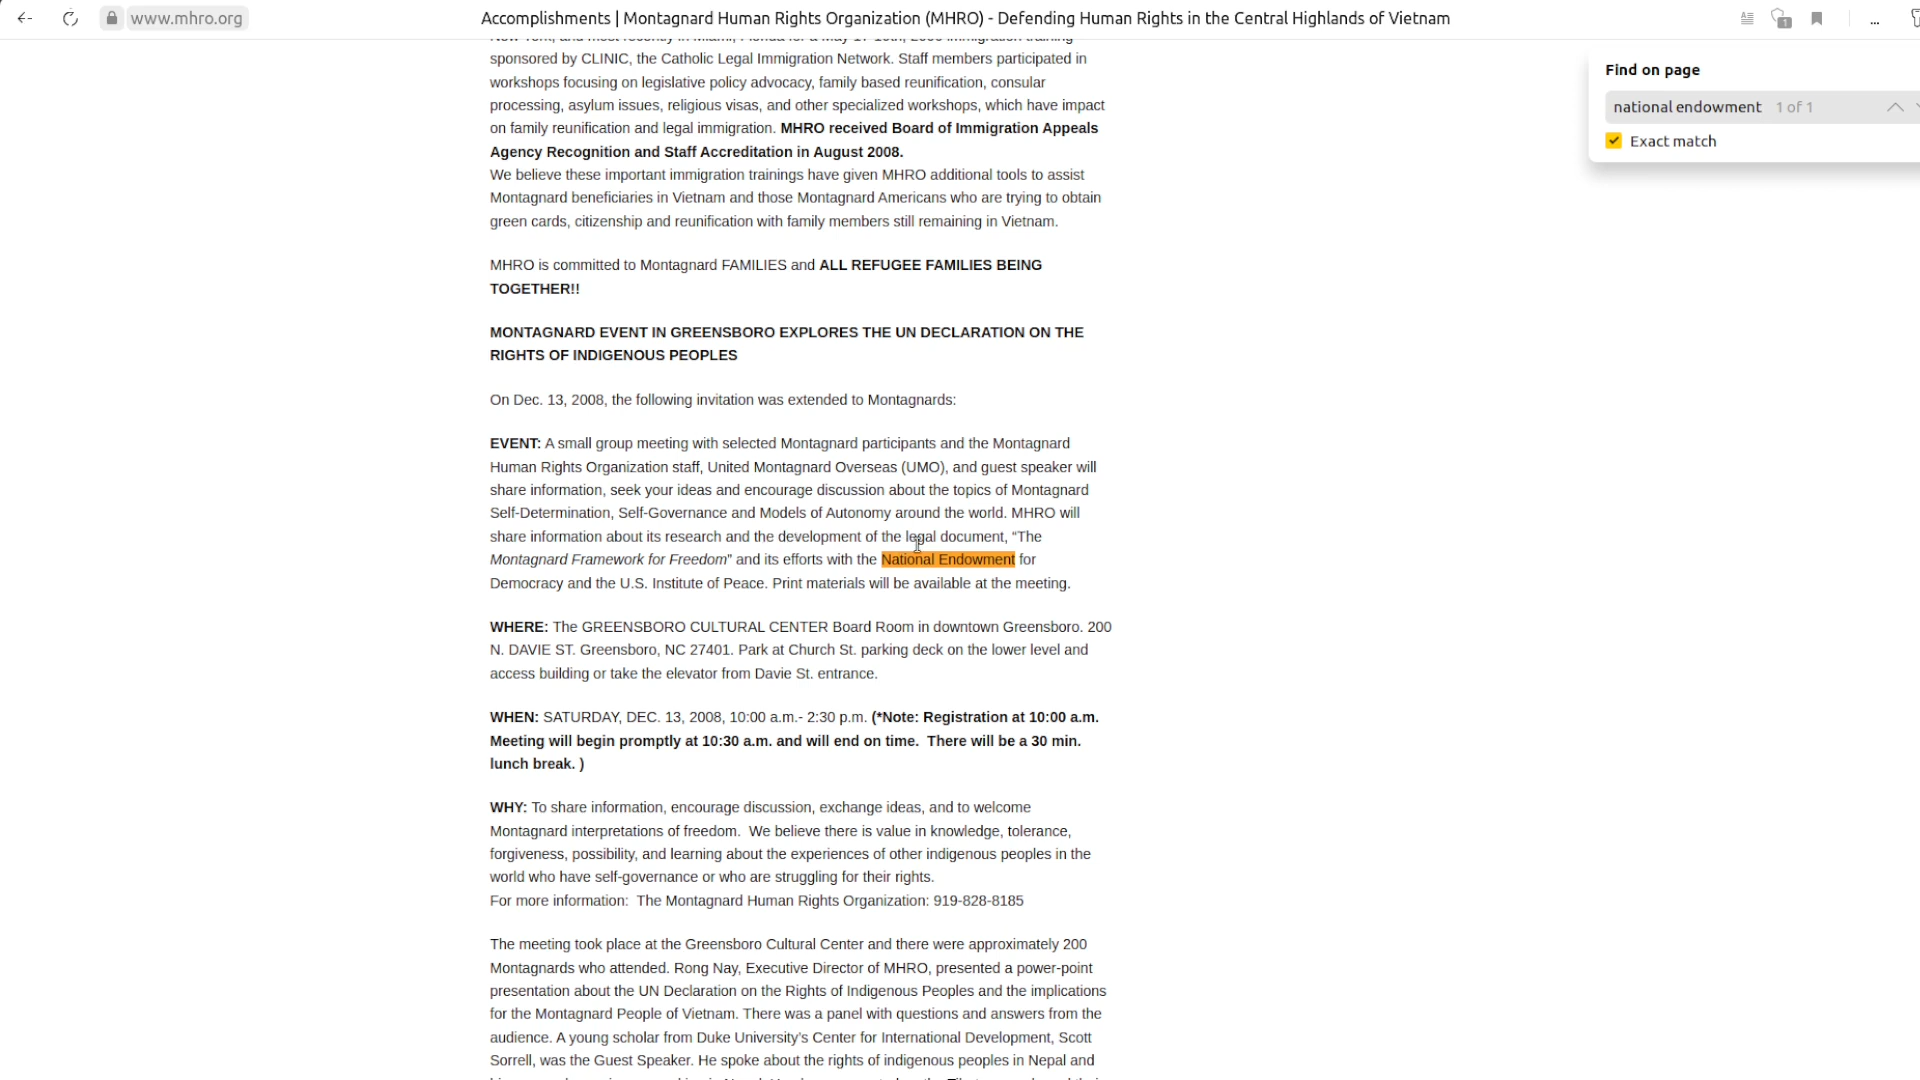 www.mhro.org
Accomplishments | Montagnard Human Rights Organization (MHRO) - Defending Human Rights in the Central Highlands of Vietnam
1
...
Find on page
national endowment 1 of 1
Exact match
sponsored by CLINIC, the Catholic Legal Immigration Network. Staff members participated in
workshops focusing on legislative policy advocacy, family based reunification, consular
processing, asylum issues, religious visas, and other specialized workshops, which have impact
on family reunification and legal immigration. MHRO received Board of Immigration Appeals
Agency Recognition and Staff Accreditation in August 2008.
We believe these important immigration trainings have given MHRO additional tools to assist
Montagnard beneficiaries in Vietnam and those Montagnard Americans who are trying to obtain
green cards, citizenship and reunification with family members still remaining in Vietnam.
MHRO is committed to Montagnard FAMILIES and ALL REFUGEE FAMILIES BEING
TOGETHER!!
MONTAGNARD EVENT IN GREENSBORO EXPLORES THE UN DECLARATION ON THE
RIGHTS OF INDIGENOUS PEOPLES
On Dec. 13, 2008, the following invitation was extended to Montagnards:
EVENT: A small group meeting with selected Montagnard participants and the Montagnard
Human Rights Organization staff, United Montagnard Overseas (UMO), and guest speaker will
share information, seek your ideas and encourage discussion about the topics of Montagnard
Self-Determination, Self-Governance and Models of Autonomy around the world. MHRO will
share information about its research and the development of the legal document, “The
Montagnard Framework for Freedom” and its efforts with the National Endowment for
Democracy and the U.S. Institute of Peace. Print materials will be available at the meeting.
WHERE: The GREENSBORO CULTURAL CENTER Board Room in downtown Greensboro. 200
N. DAVIE ST. Greensboro, NC 27401. Park at Church St. parking deck on the lower level and
access building or take the elevator from Davie St. entrance.
WHEN: SATURDAY, DEC. 13, 2008, 10:00 a.m.- 2:30 p.m. (*Note: Registration at 10:00 a.m.
Meeting will begin promptly at 10:30 a.m. and will end on time.  There will be a 30 min.
lunch break. )
WHY: To share information, encourage discussion, exchange ideas, and to welcome
Montagnard interpretations of freedom.  We believe there is value in knowledge, tolerance,
forgiveness, possibility, and learning about the experiences of other indigenous peoples in the
world who have self-governance or who are struggling for their rights.
For more information:  The Montagnard Human Rights Organization: 919-828-8185
The meeting took place at the Greensboro Cultural Center and there were approximately 200
Montagnards who attended. Rong Nay, Executive Director of MHRO, presented a power-point
presentation about the UN Declaration on the Rights of Indigenous Peoples and the implications
for the Montagnard People of Vietnam. There was a panel with questions and answers from the
audience. A young scholar from Duke University’s Center for International Development, Scott
Sorrell, was the Guest Speaker. He spoke about the rights of indigenous peoples in Nepal and